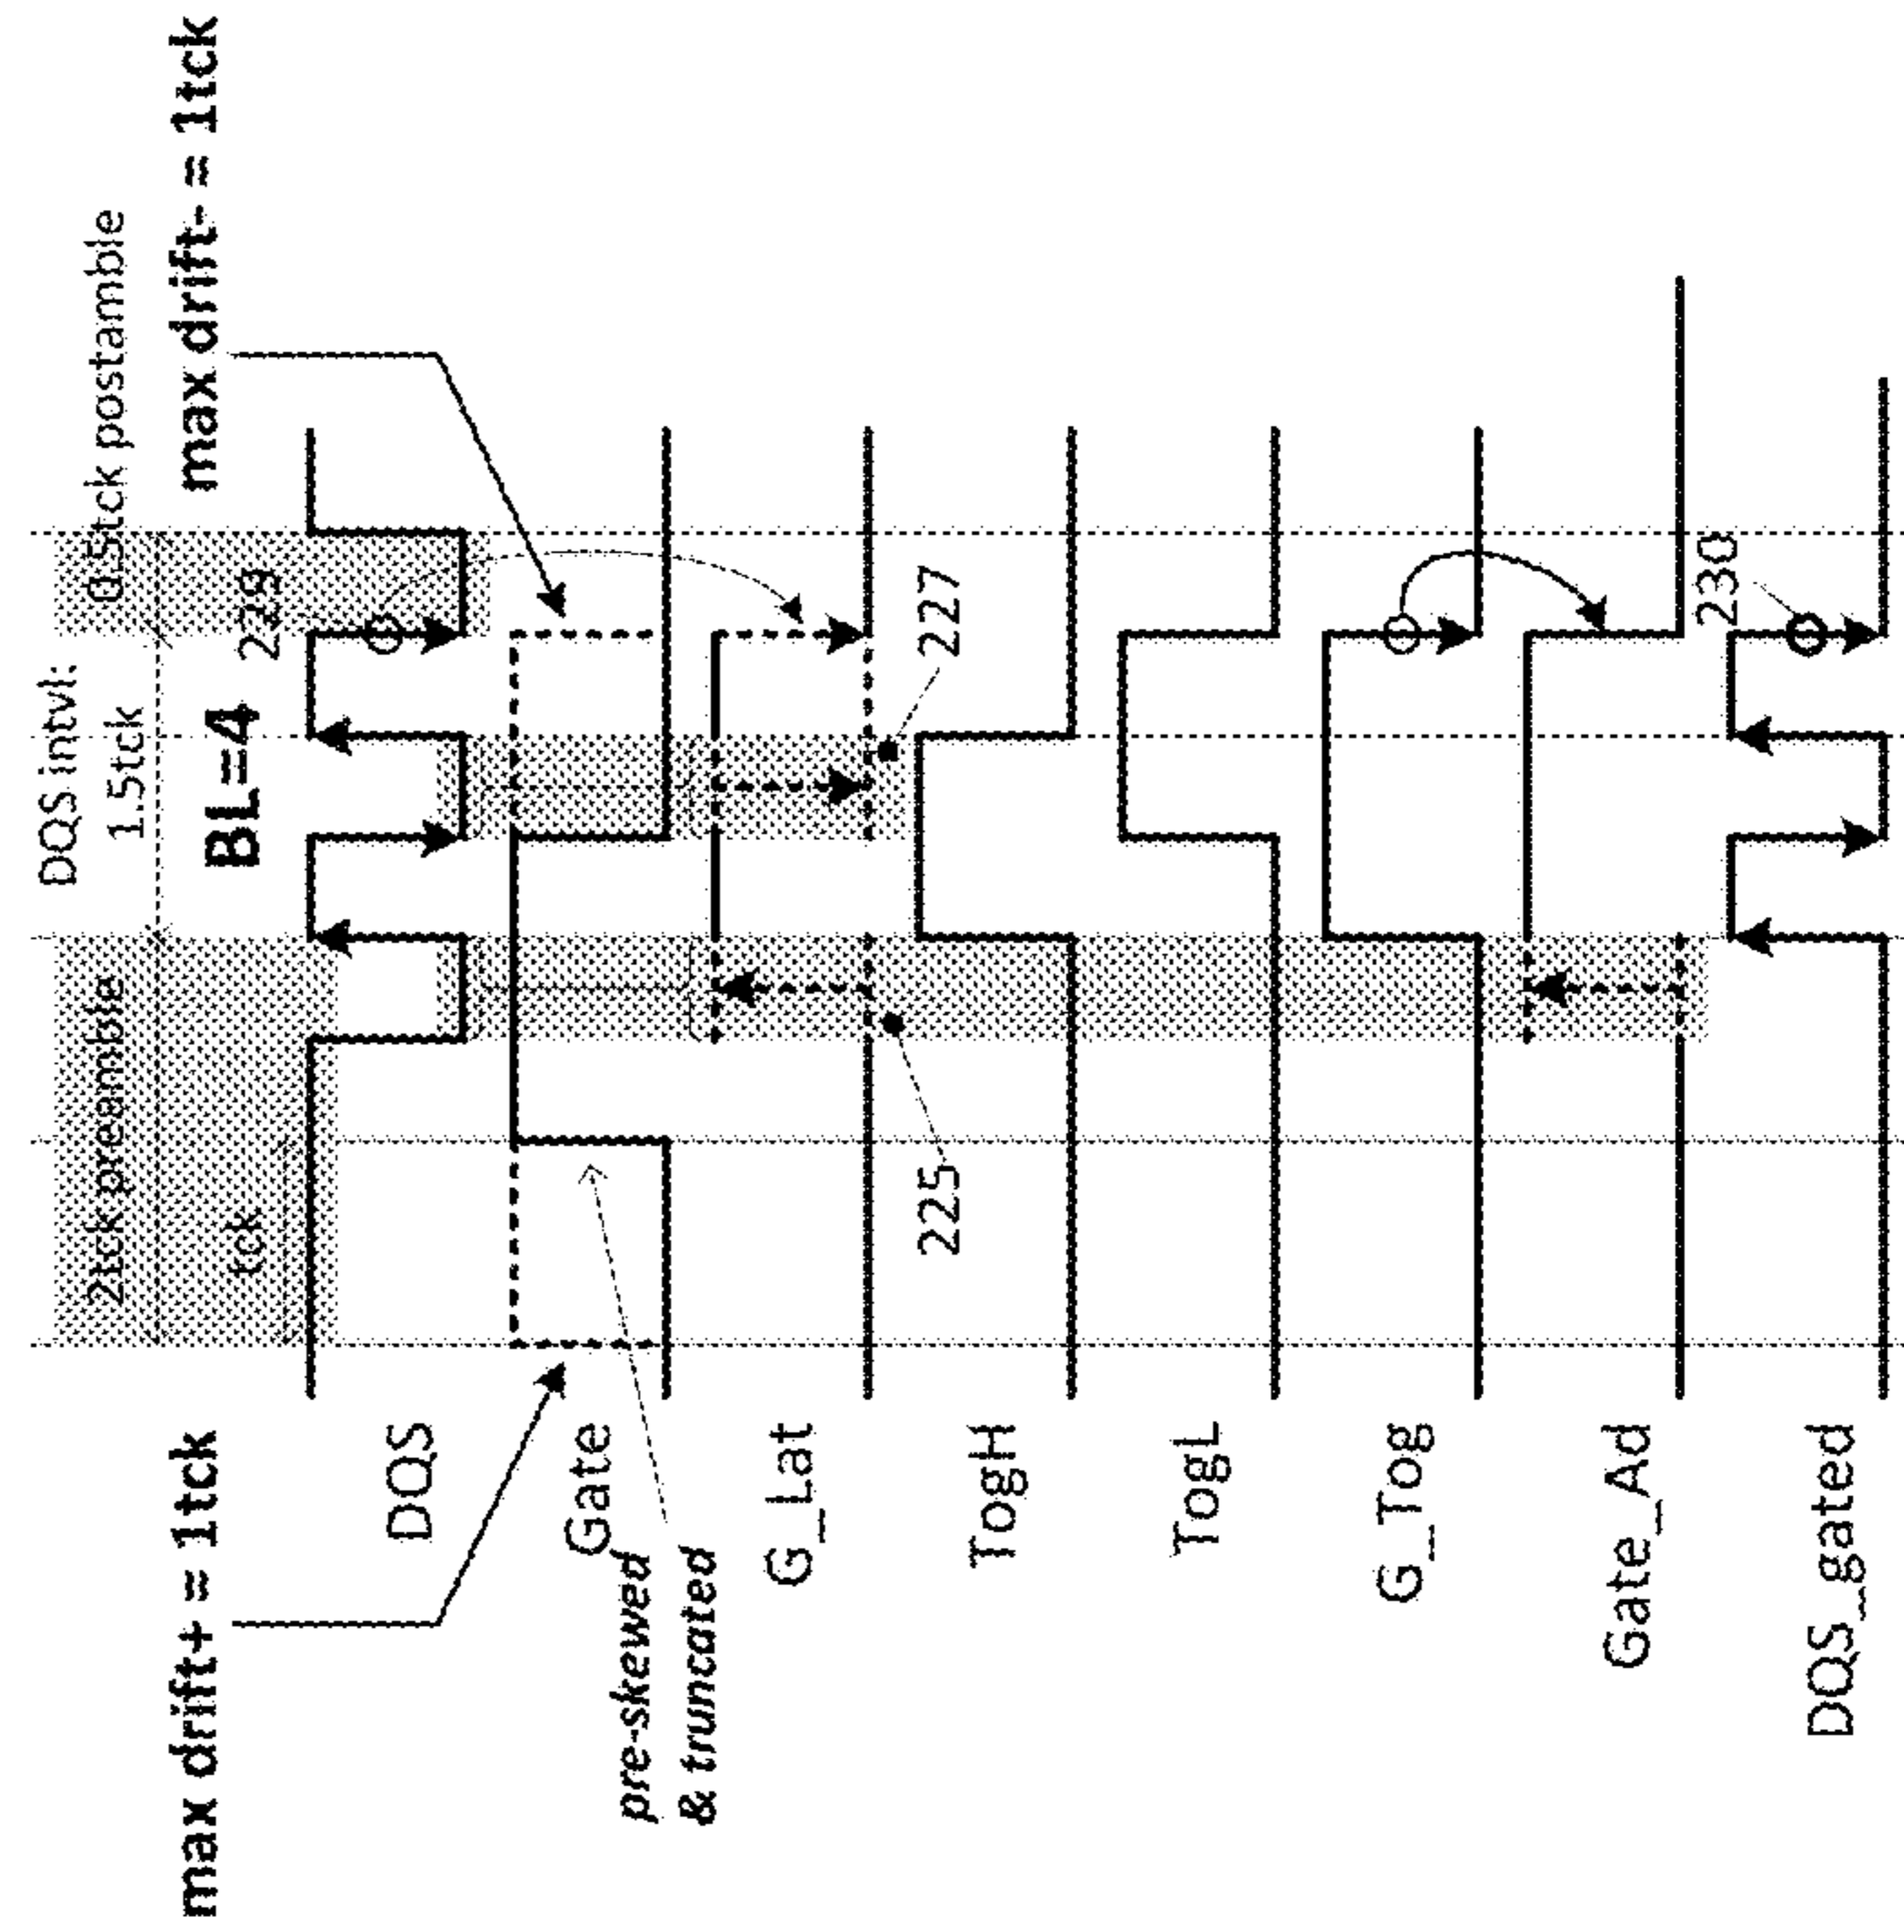 max drift+ = 1tck
2tck preamble
DQS intvl:
1.5tck
0.5tck postamble
max drift- = 1tck
tck
BL=4
229
DQS
Gate
pre-skewed
& truncated
G_Lat
225
227
TogH
TogL
G_Tog
Gate_Ad
230
DQS_gated